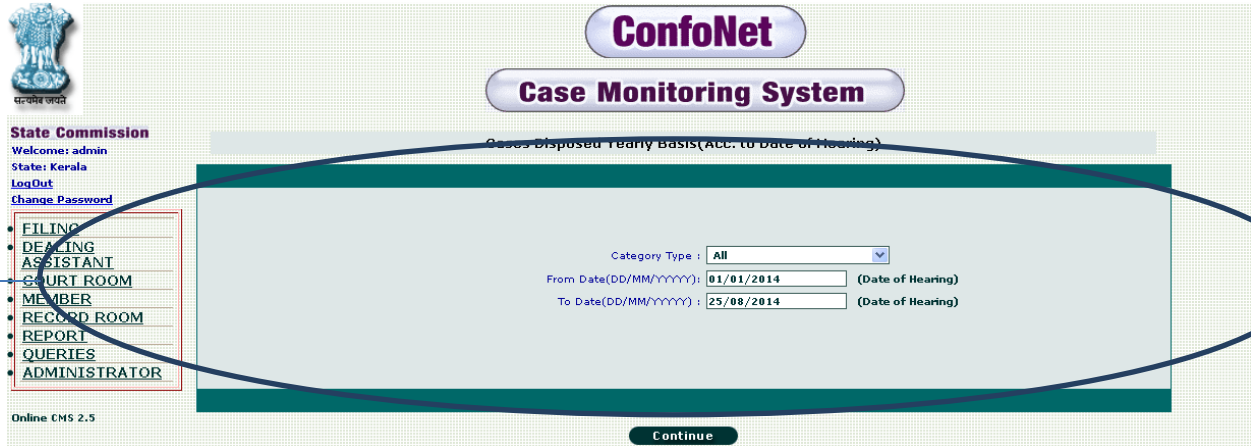 ConfoNet
Case Monitoring System
सत्यमेव जयते
State Commission
Welcome: admin
State: Kerala
LogOut
Change Password
Cases Disposed Yearly Basis(Acc. to Date of Hearing)
FILING
DEALING
ASSISTANT
COURT ROOM
MEMBER
RECORD ROOM
REPORT
QUERIES
ADMINISTRATOR
Category Type : All
From Date(DD/MM/YYYY): 01/01/2014 (Date of Hearing)
To Date(DD/MM/YYYY) : 25/08/2014 (Date of Hearing)
Online CMS 2.5
Continue